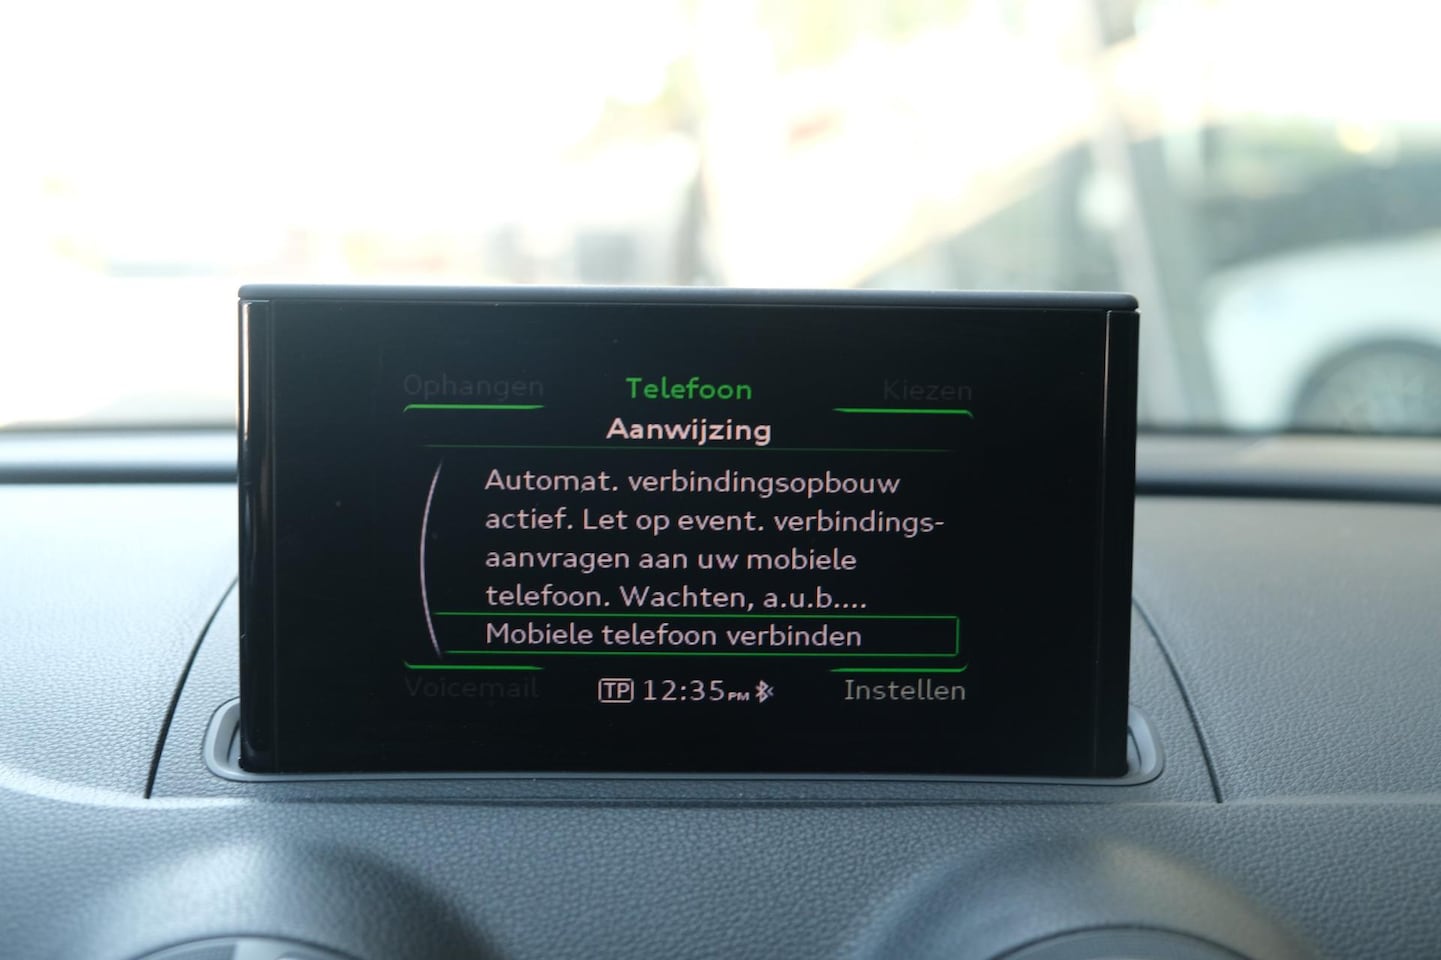 Ophangen Telefoon Kiezen
Aanwijzing
Automat. verbindingsopbouw
actief. Let op event. verbindings-
aanvragen aan uw mobiele
telefoon. Wachten, a.u.b....
Mobiele telefoon verbinden
Voicemail TP 12:35 PM Instellen